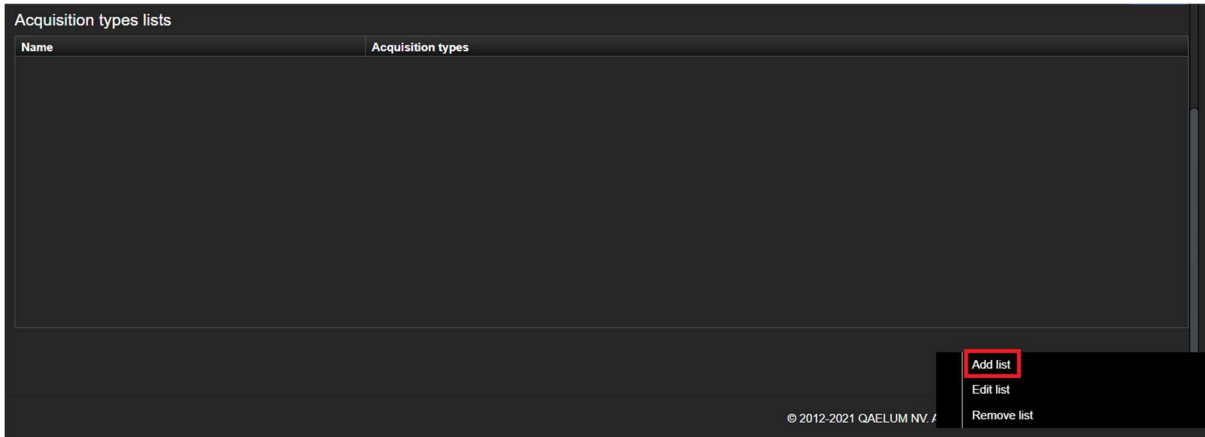 Acquisition types lists
Name Acquisition types
Add list
Edit list
© 2012-2021 QAELUM NV. A
Remove list